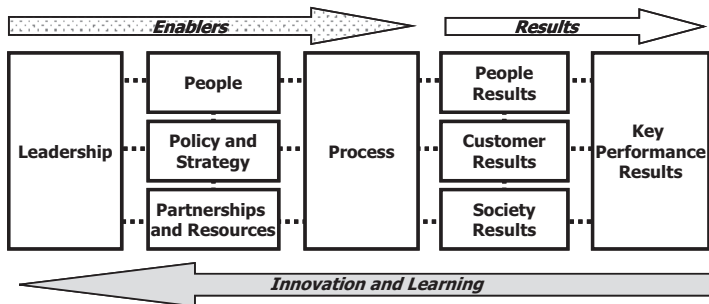 Enablers
Results
Leadership
People
Policy and
Strategy
Partnerships
and Resources
Process
People
Results
Customer
Results
Society
Results
Key
Performance
Results
Innovation and Learning